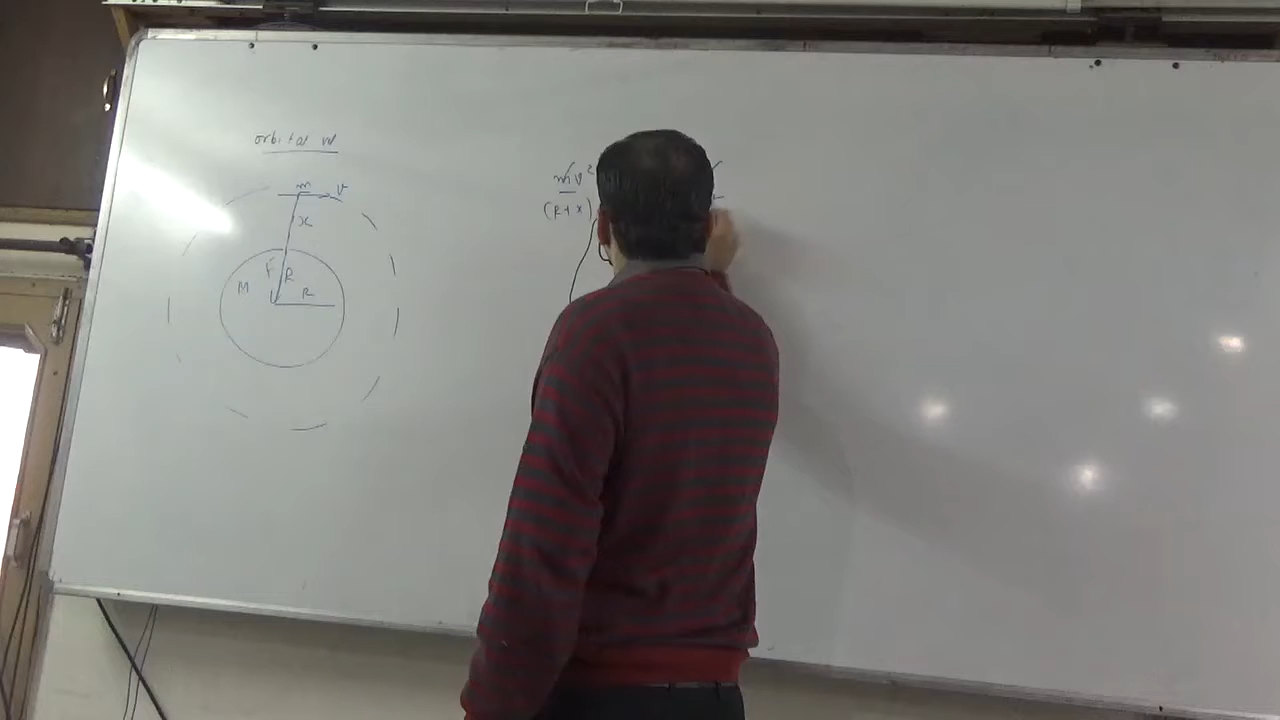 orbital
m v
x
F R
M R
mv²
(R+x)